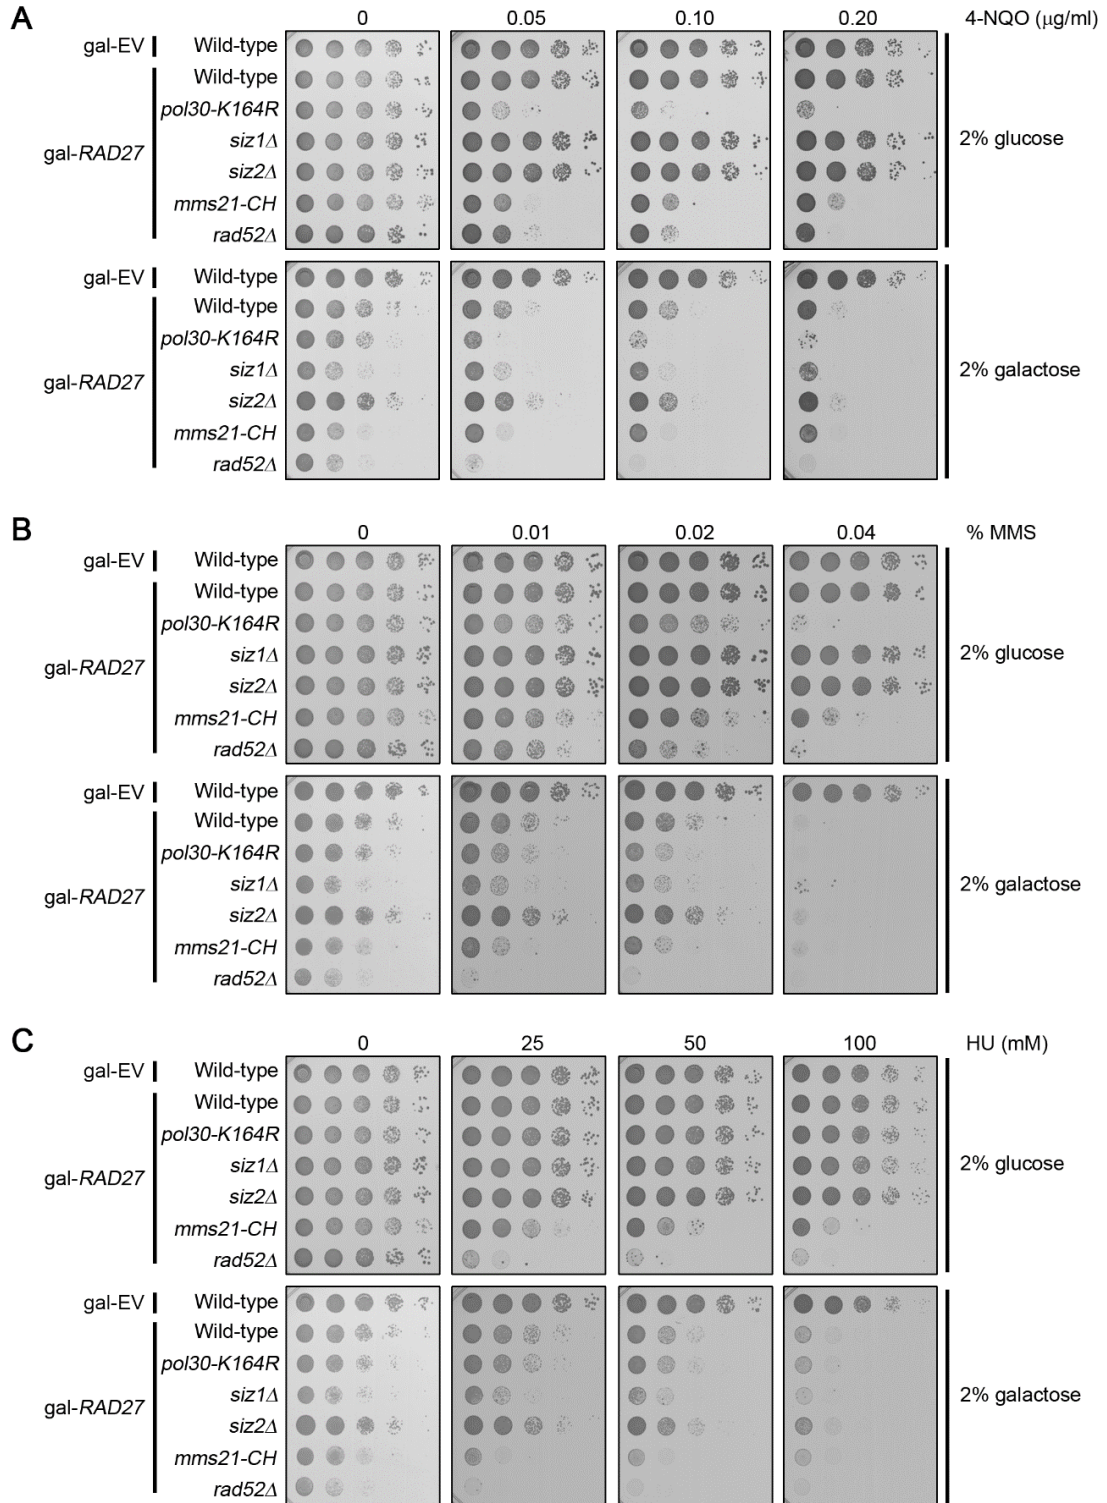 A
0 0.05 0.10 0.20 4-NQO (μg/ml)
gal-EV Wild-type
Wild-type
pol30-K164R
siz1Δ
siz2Δ
mms21-CH
rad52Δ
gal-RAD27
2% glucose
gal-EV Wild-type
Wild-type
pol30-K164R
siz1Δ
siz2Δ
mms21-CH
rad52Δ
gal-RAD27
2% galactose
B
0 0.01 0.02 0.04 % MMS
gal-EV Wild-type
Wild-type
pol30-K164R
siz1Δ
siz2Δ
mms21-CH
rad52Δ
gal-RAD27
2% glucose
gal-EV Wild-type
Wild-type
pol30-K164R
siz1Δ
siz2Δ
mms21-CH
rad52Δ
gal-RAD27
2% galactose
C
0 25 50 100 HU (mM)
gal-EV Wild-type
Wild-type
pol30-K164R
siz1Δ
siz2Δ
mms21-CH
rad52Δ
gal-RAD27
2% glucose
gal-EV Wild-type
Wild-type
pol30-K164R
siz1Δ
siz2Δ
mms21-CH
rad52Δ
gal-RAD27
2% galactose